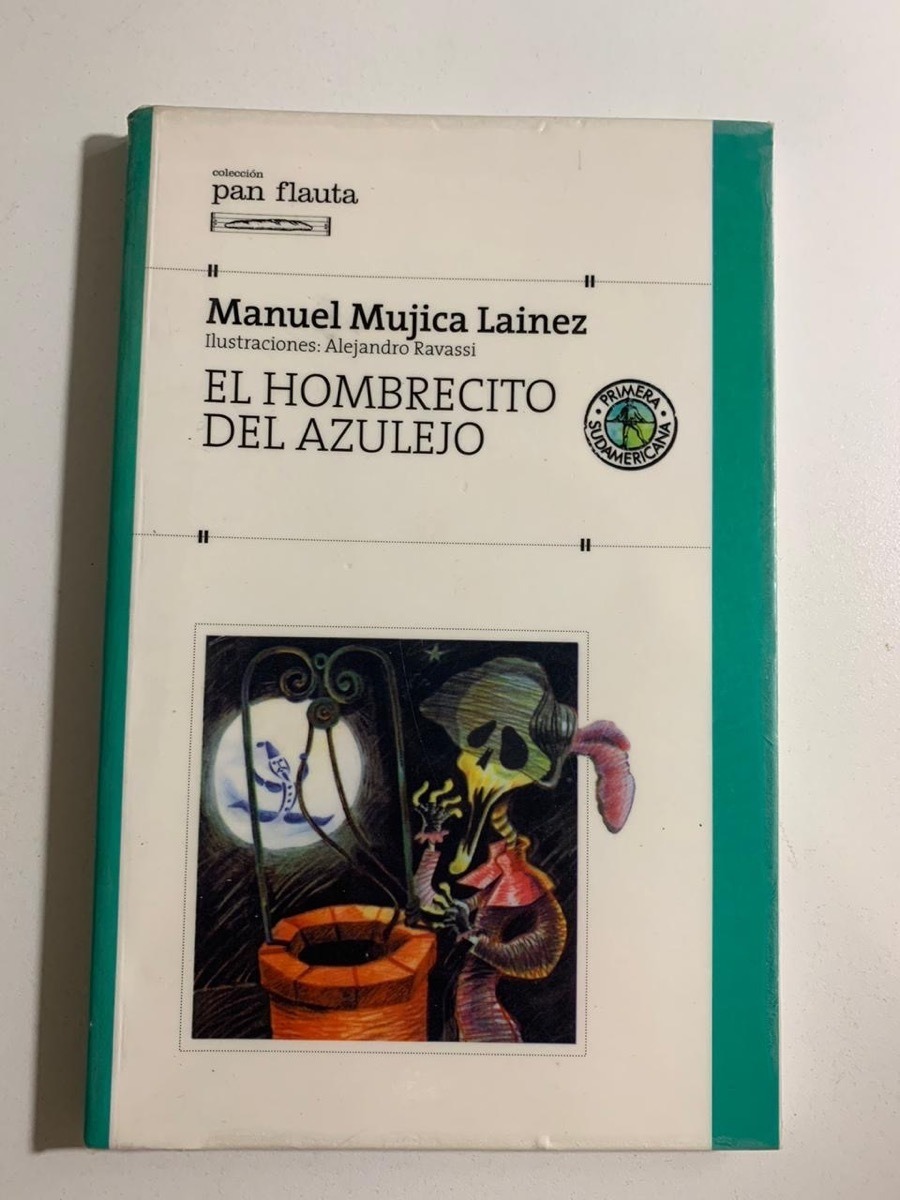 colección
pan flauta
Manuel Mujica Lainez
Ilustraciones: Alejandro Ravassi
EL HOMBRECITO
DEL AZULEJO
PRIMERA
SUDAMERICANA